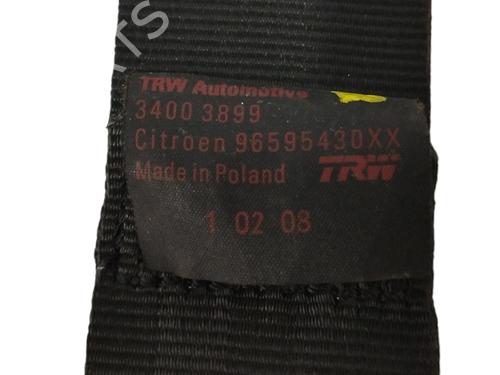 TRW Automotive
3400 3899
Citroen 96595430XX
Made in Poland TRW
1 02 08